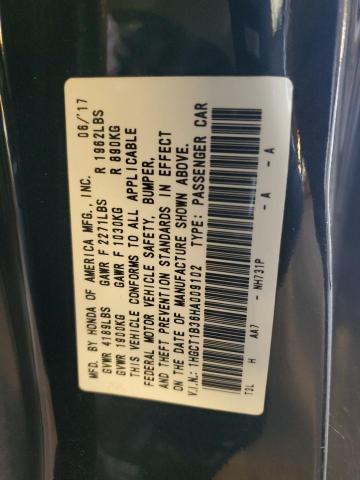 MFD. BY HONDA OF AMERICA MFG., INC. 06/17
GVWR 4189LBS GAWR F 2271LBS R 1962LBS
GVWR 1900KG GAWR F 1030KG R 890KG
THIS VEHICLE CONFORMS TO ALL APPLICABLE
FEDERAL MOTOR VEHICLE SAFETY, BUMPER,
AND THEFT PREVENTION STANDARDS IN EFFECT
ON THE DATE OF MANUFACTURE SHOWN ABOVE.
V.I.N.: 1HGCT1B36HA009102 TYPE: PASSENGER CAR
T3L H AA7 - NH731P - A - A